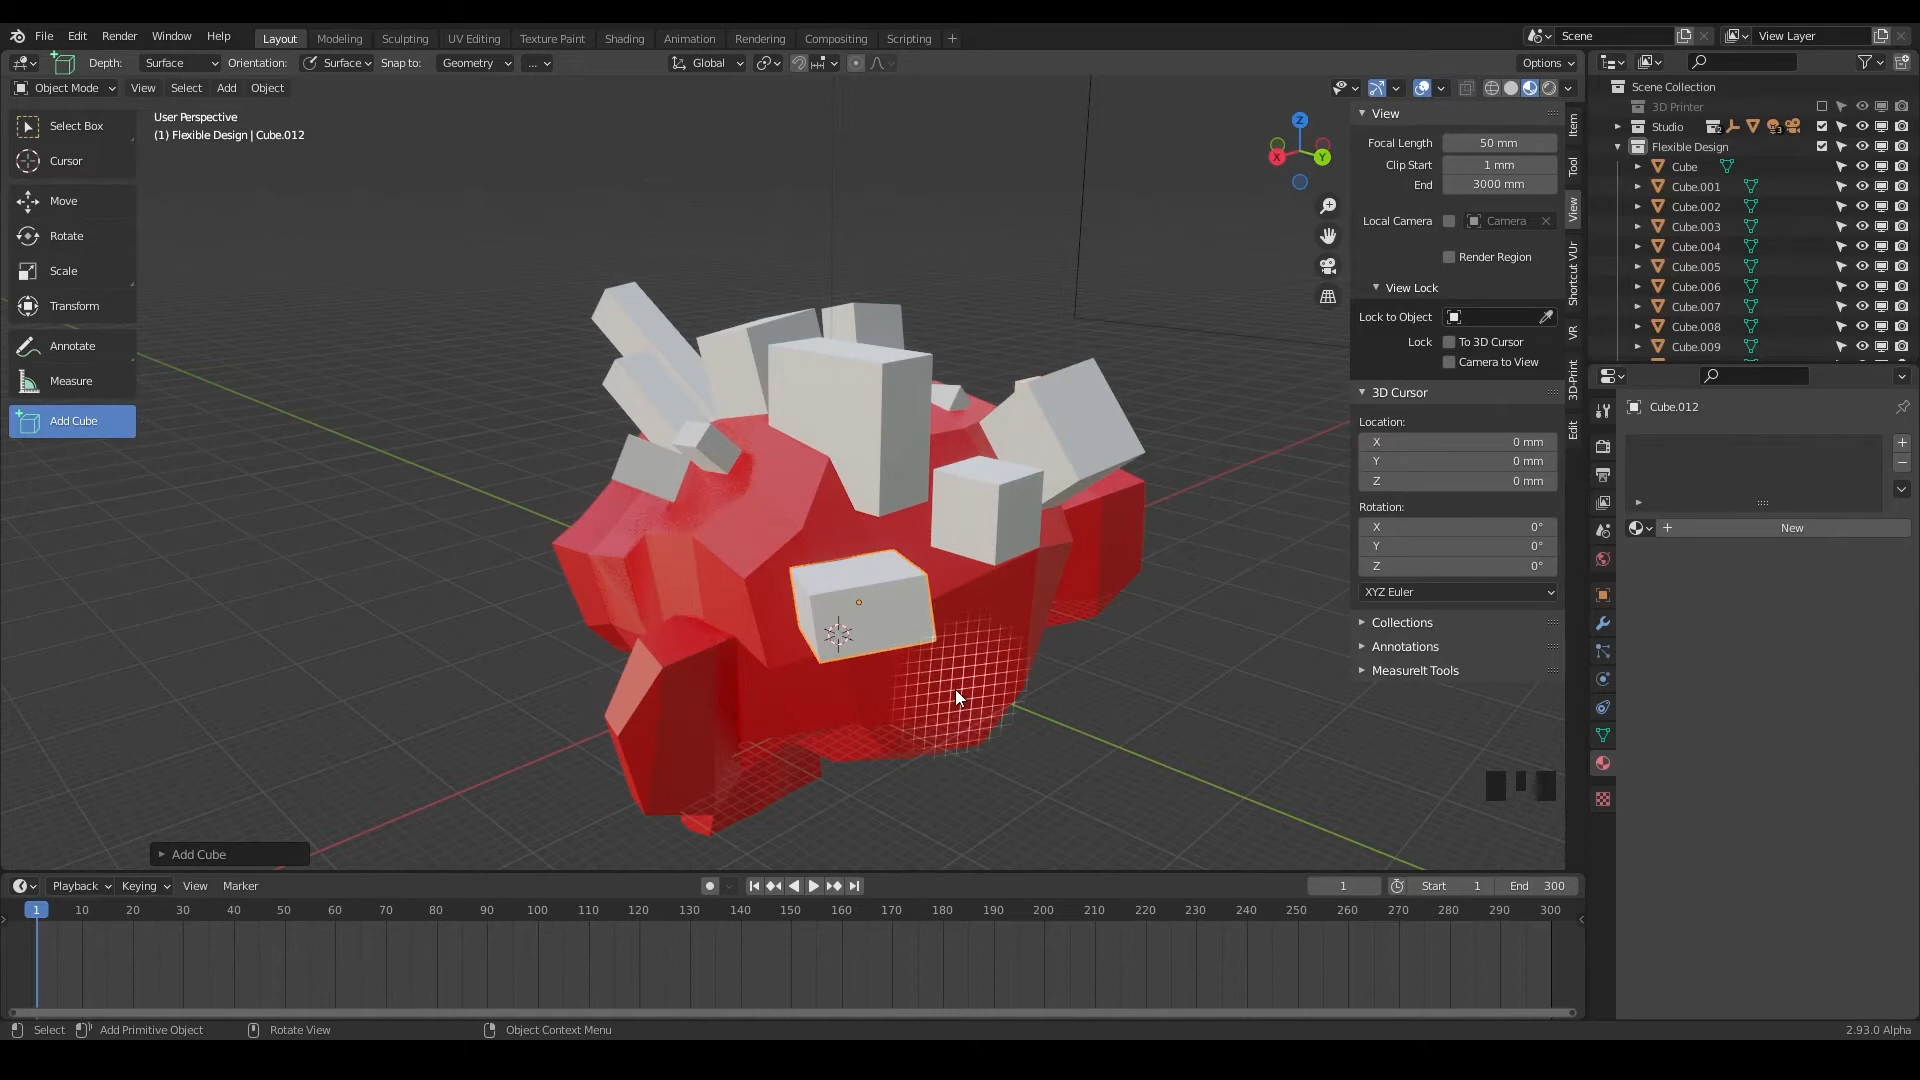 File Edit Render Window Help Layout Modeling Sculpting UV Editing Texture Paint Shading Animation Rendering Compositing Scripting + Scene View Layer
Depth: Surface Orientation: Surface Snap to: Geometry ... Global Options
Object Mode View Select Add Object
Select Box
Cursor
Move
Rotate
Scale
Transform
Annotate
Measure
Add Cube
User Perspective
(1) Flexible Design | Cube.012
Z
X
Y
View
Focal Length 50 mm
Clip Start 1 mm
End 3000 mm
Local Camera Camera
Render Region
View Lock
Lock to Object
Lock To 3D Cursor
Camera to View
3D Cursor
Location:
X 0 mm
Y 0 mm
Z 0 mm
Rotation:
X 0°
Y 0°
Z 0°
XYZ Euler
Collections
Annotations
MeasureIt Tools
Item
Tool
View
Shortcut VUr
VR
3D-Print
Edit
Scene Collection
3D Printer
Studio 2 3
Flexible Design
Cube
Cube.001
Cube.002
Cube.003
Cube.004
Cube.005
Cube.006
Cube.007
Cube.008
Cube.009
Cube.012
New
Add Cube
Playback Keying View Marker 1 Start 1 End 300
1 10 20 30 40 50 60 70 80 90 100 110 120 130 140 150 160 170 180 190 200 210 220 230 240 250 260 270 280 290 300
Select Add Primitive Object Rotate View Object Context Menu 2.93.0 Alpha